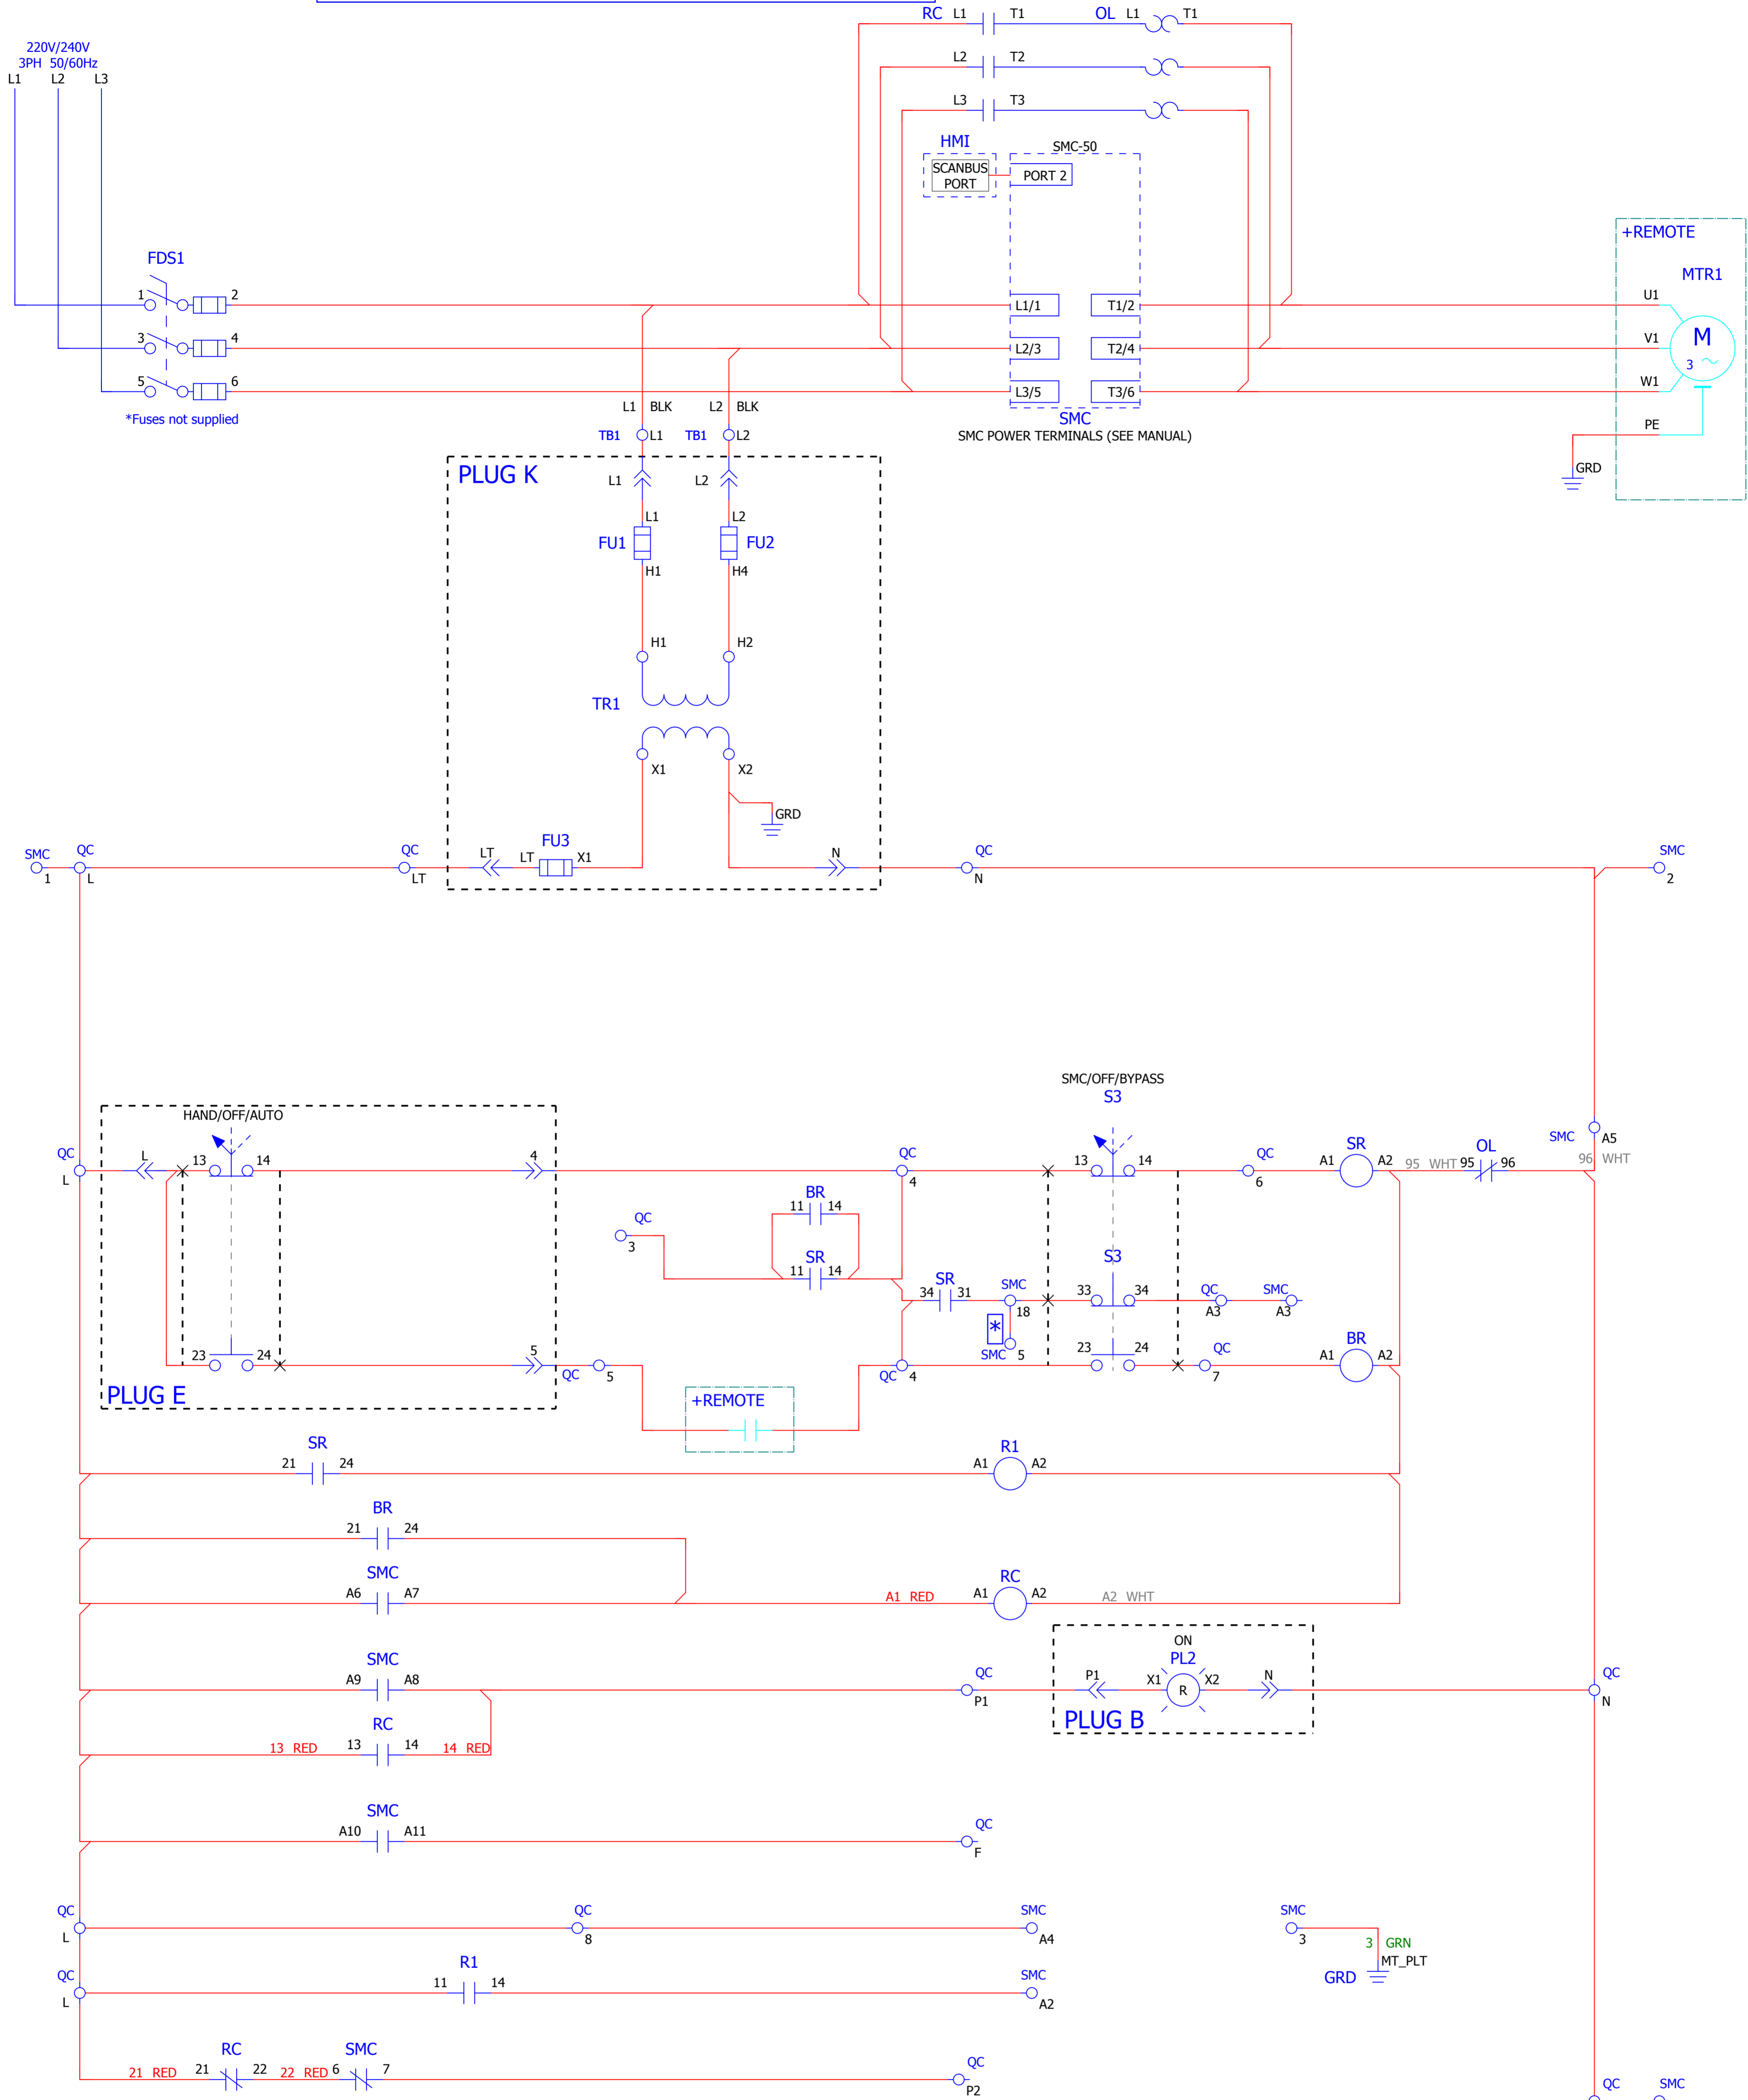 RC L1 T1 OL L1 T1
220V/240V
3PH 50/60Hz
L1 L2 L3
L2 T2
L3 T3
HMI
SMC-50
SCANBUS
PORT
PORT 2
+REMOTE
FDS1
MTR1
1 2
L1/1 T1/2
U1
3 4
L2/3 T2/4
V1
M
3
5 6
L3/5 T3/6
W1
*Fuses not supplied
L1 BLK L2 BLK
SMC
PE
TB1 L1 TB1 L2
SMC POWER TERMINALS (SEE MANUAL)
GRD
PLUG K
L1 L2
L1 L2
FU1 FU2
H1 H4
H1 H2
TR1
X1 X2
GRD
FU3
SMC QC QC LT LT X1 N QC SMC
1 L LT N 2
SMC/OFF/BYPASS
S3
HAND/OFF/AUTO
SMC A5
QC L 13 14 4 QC 13 14 QC SR OL
A1 A2 95 WHT 95 96 96 WHT
L 4 6
BR
11 14
QC
3
SR
11 14
S3
SR
34 31 SMC 33 34 QC SMC
18 A3 A3
*
SMC 5
23 24 5 23 24 QC BR
A1 A2
QC 5 QC 4 7
PLUG E
+REMOTE
SR
21 24
R1
A1 A2
BR
21 24
SMC
A6 A7
RC
A1 RED A1 A2 A2 WHT
ON
PL2
SMC
A9 A8
QC P1 X1 R X2 N QC
P1 N
PLUG B
RC
13 RED 13 14 14 RED
SMC
A10 A11
QC
F
QC QC SMC SMC
L 8 A4 3
3 GRN
MT_PLT
GRD
QC R1 SMC
11 14
L A2
RC SMC
21 RED 21 22 22 RED 6 7
QC
P2
QC SMC